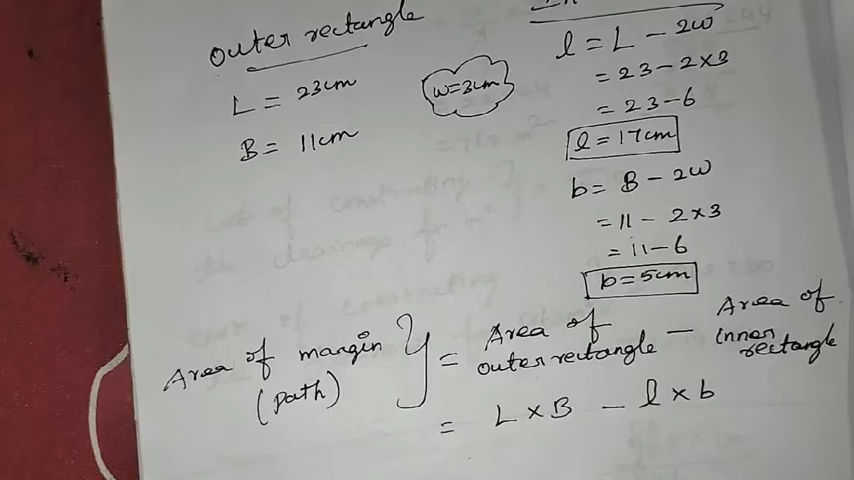 outer rectangle
L = 23cm
B = 11cm
w=3cm
l = L - 2w
= 23-2×3
= 23-6
l = 17cm
b = B - 2w
= 11 - 2×3
= 11-6
b=5cm
Area of margin (path) } = Area of outer rectangle - Area of inner rectangle
= L×B - l×b